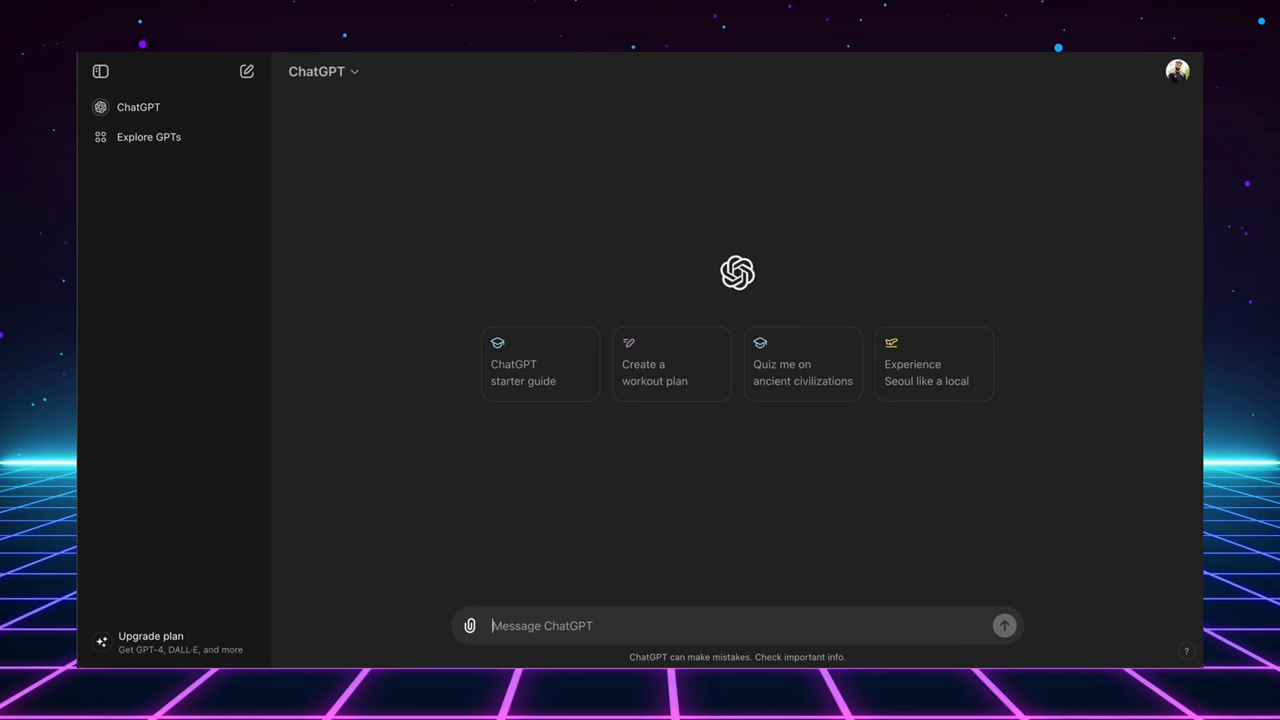 ChatGPT
ChatGPT
Explore GPTs
ChatGPT
starter guide
Create a
workout plan
Quiz me on
ancient civilizations
Experience
Seoul like a local
Message ChatGPT
ChatGPT can make mistakes. Check important info.
Upgrade plan
Get GPT-4, DALL·E, and more
?